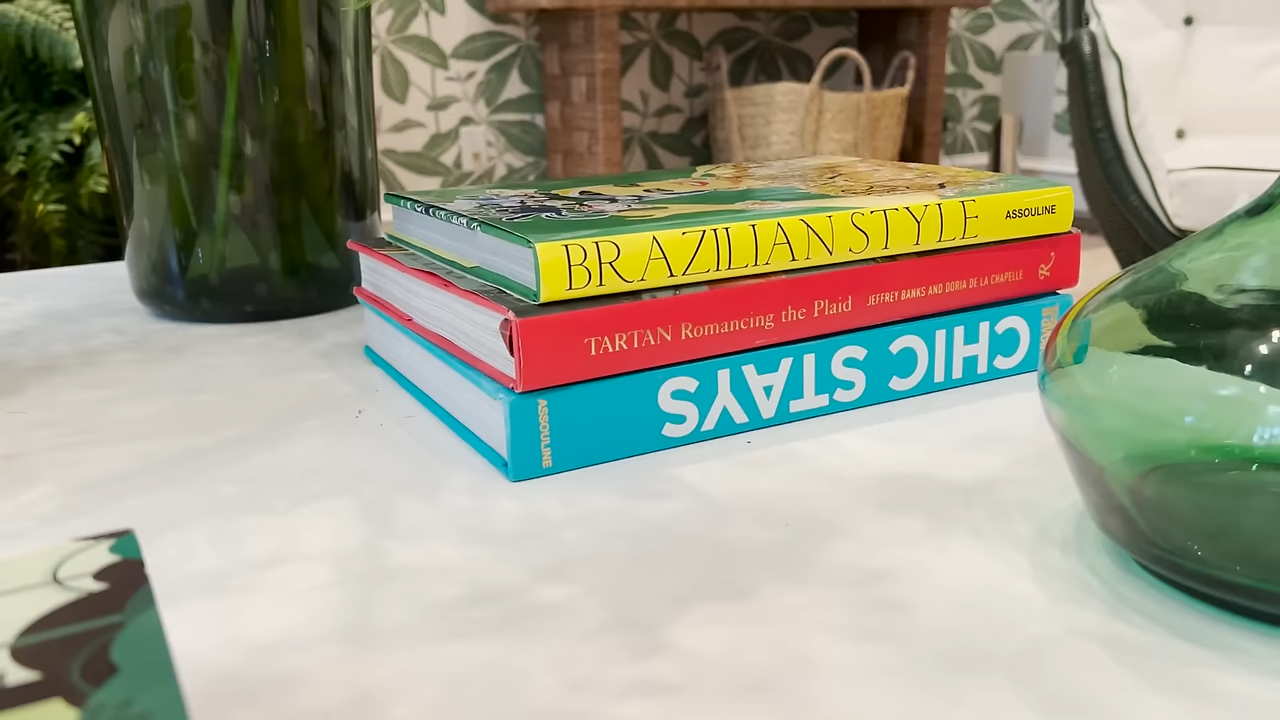 BRAZILIAN STYLE ASSOULINE
TARTAN Romancing the Plaid JEFFREY BANKS AND DORIA DE LA CHAPELLE R
CHIC STAYS
ASSOULINE